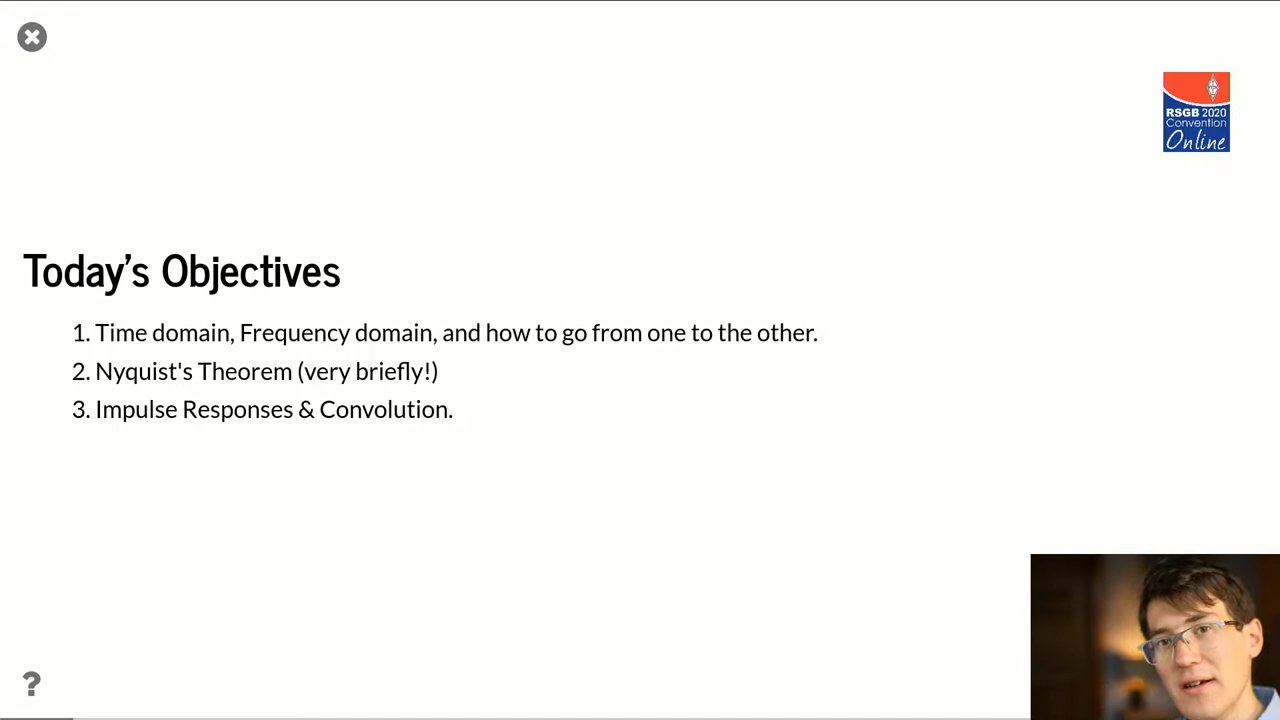 RSGB 2020
Convention
Online
Today's Objectives
1. Time domain, Frequency domain, and how to go from one to the other.
2. Nyquist's Theorem (very briefly!)
3. Impulse Responses & Convolution.
?